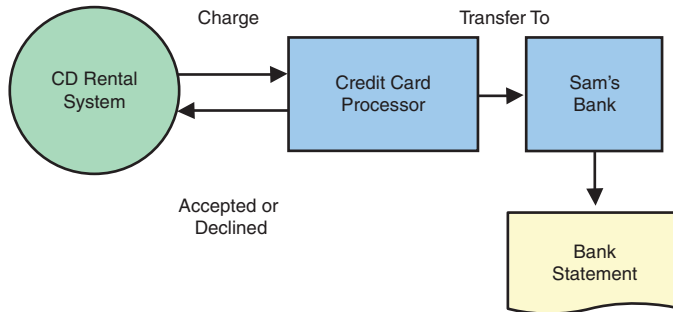 Charge
Transfer To
CD Rental
System
Credit Card
Processor
Sam's
Bank
Accepted or
Declined
Bank
Statement